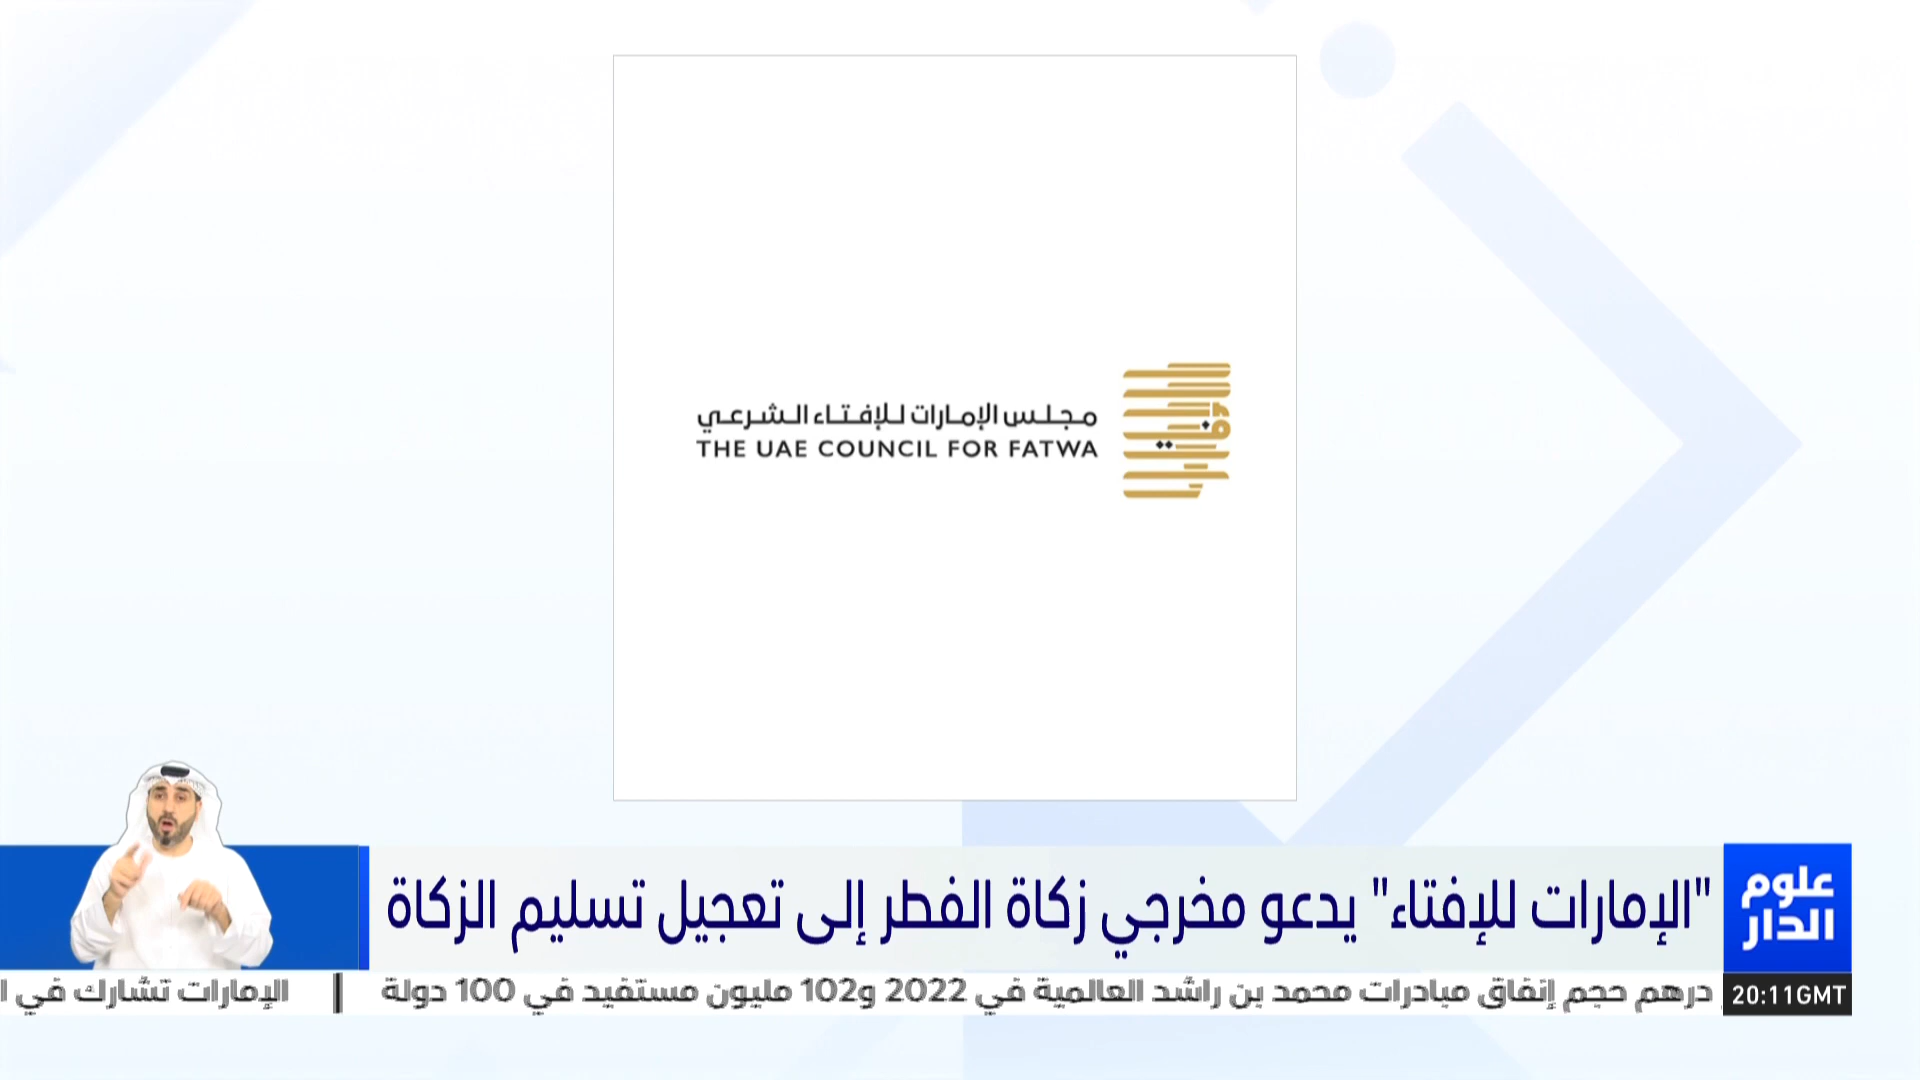 مجلس الإمارات للإفتاء الشرعي
THE UAE COUNCIL FOR FATWA
علوم
الدار
"الإمارات للإفتاء" يدعو مخرجي زكاة الفطر إلى تعجيل تسليم الزكاة
20:11GMT
درهم حجم إنفاق مبادرات محمد بن راشد العالمية في 2022 و102 مليون مستفيد في 100 دولة | الإمارات تشارك في